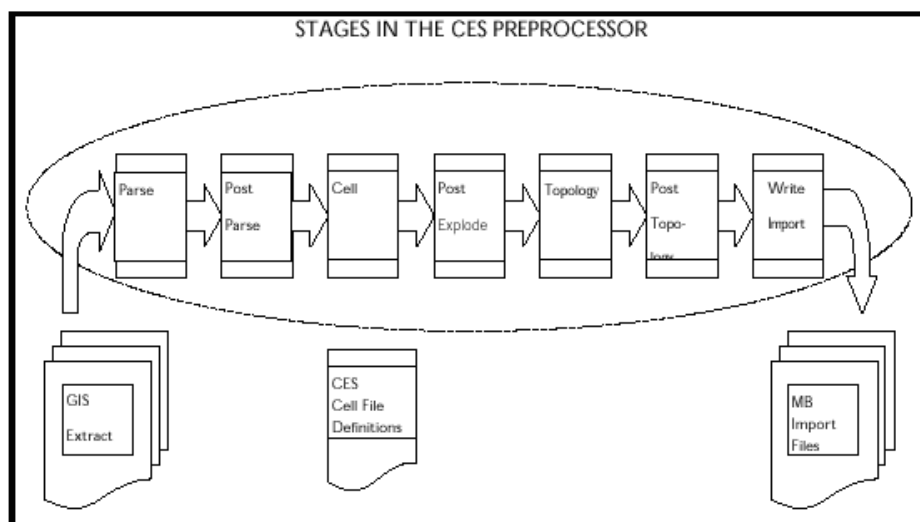 STAGES IN THE CES PREPROCESSOR
Parse
Post
Parse
Cell
Post
Explode
Topology
Post
Topo-
logy
Write
Import
GIS
Extract
CES
Cell File
Definitions
MB
Import
Files